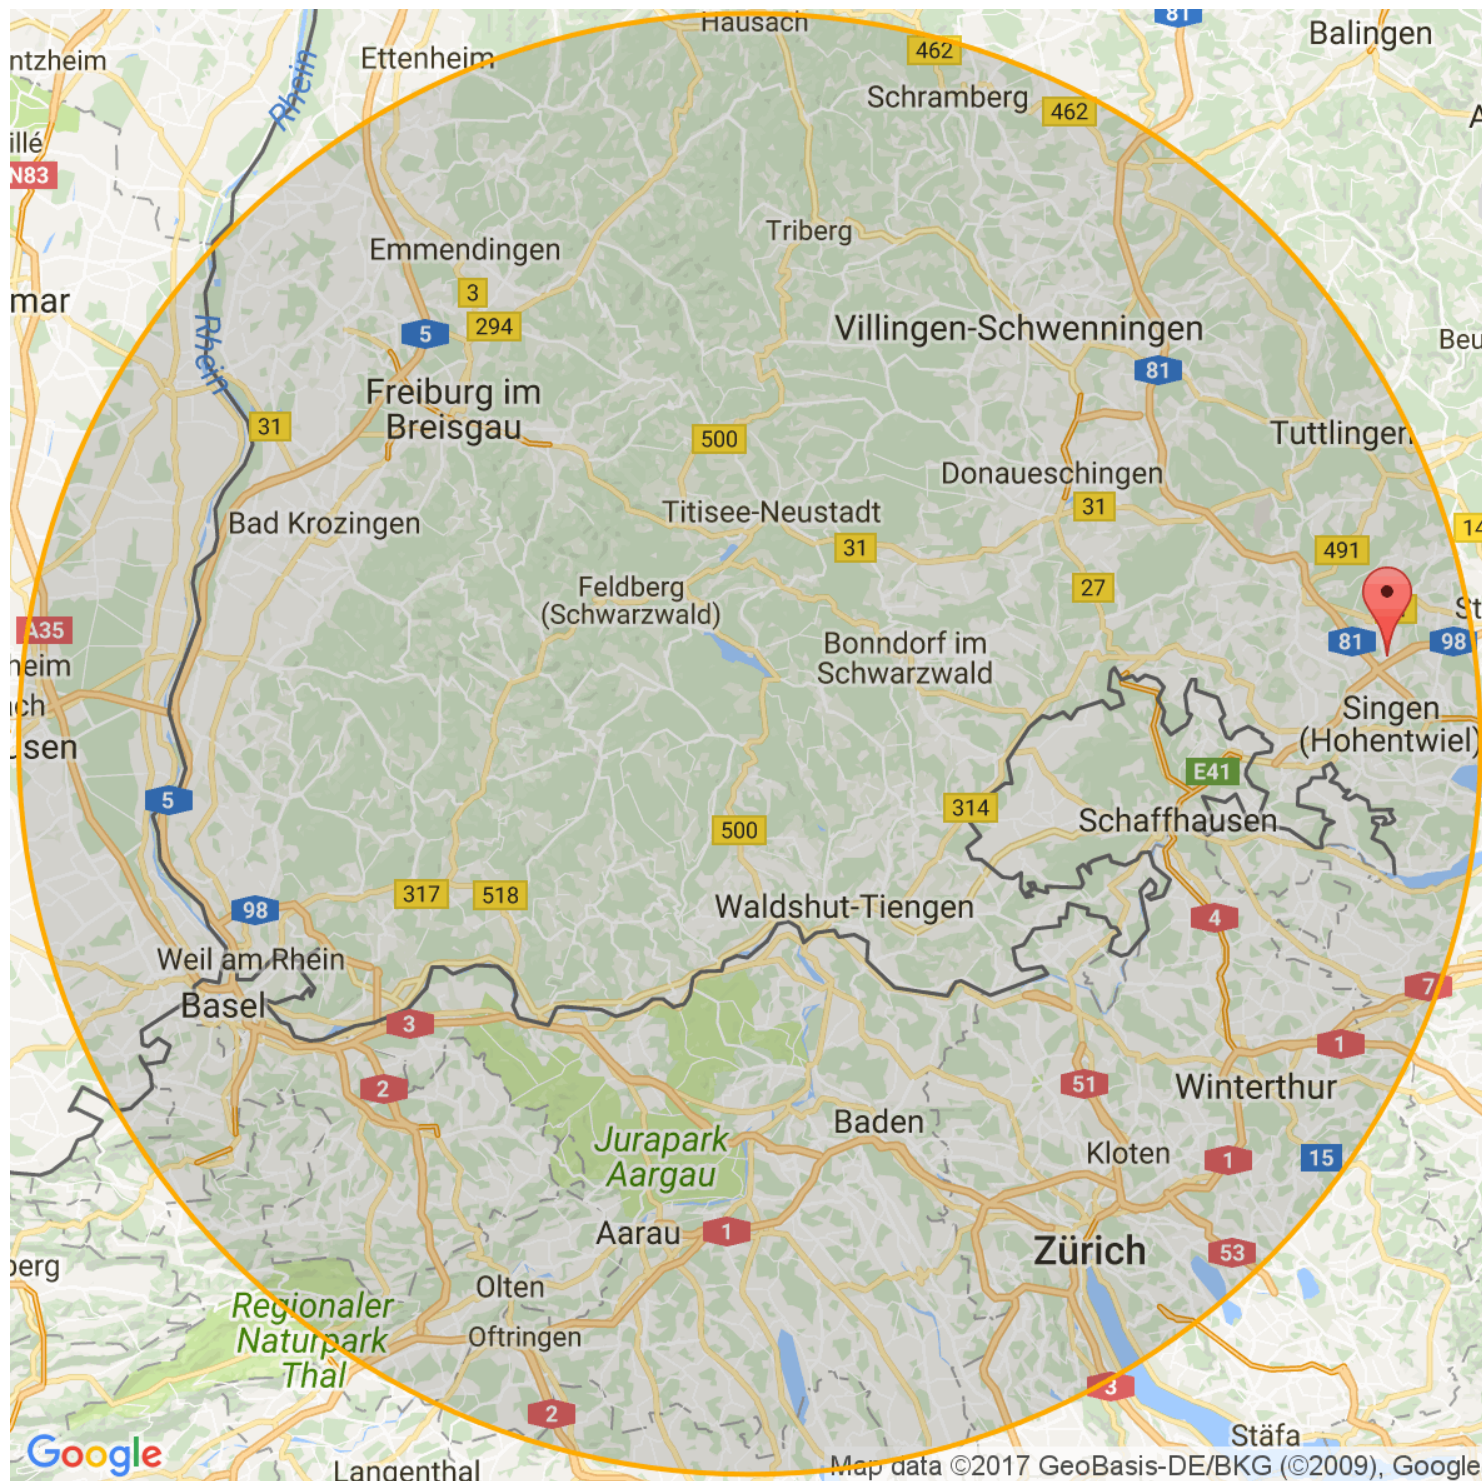 Hausach
81
Balingen
ntzheim
Ettenheim
Rhein
462
Schramberg
462
illé
N83
Triberg
Emmendingen
mar
3
294
5
Rhein
Villingen-Schwenningen
81
Beu
Freiburg im
Breisgau
31
500
Tuttlingen
Donaueschingen
31
Bad Krozingen
Titisee-Neustadt
31
491
14
Feldberg
(Schwarzwald)
27
St
A35
Bonndorf im
Schwarzwald
81
98
heim
ch
sen
Singen
(Hohentwiel)
E41
5
314
500
Schaffhausen
317
518
98
Waldshut-Tiengen
4
Weil am Rhein
Basel
3
7
1
2
51
Winterthur
Baden
Jurapark
Aargau
Kloten
1
15
Aarau
1
Zürich
53
berg
Olten
Regionaler
Naturpark
Thal
Oftringen
3
2
Stäfa
Google
Langenthal
Map data ©2017 GeoBasis-DE/BKG (©2009), Google